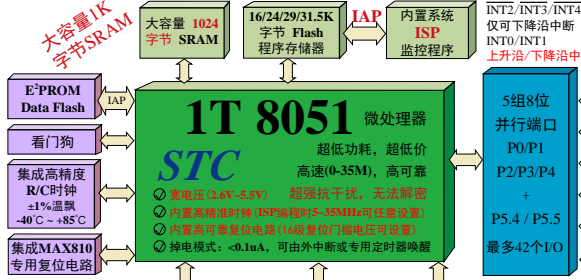 大容量1K
字节SRAM
大容量 1024
字节 SRAM
16/24/29/31.5K
字节 Flash
程序存储器
IAP
内置系统
ISP
监控程序
INT2/INT3/INT4
仅可下降沿中断
INT0/INT1
上升沿/下降沿中
E²PROM
Data Flash
IAP
看门狗
集成高精度
R/C时钟
±1%温飘
-40℃～+85℃
集成MAX810
专用复位电路
1T 8051 微处理器
超低功耗，超低价
STC 高速(0-35M)，高可靠
宽电压(2.6V~5.5V) 超强抗干扰，无法解密
内置高精准时钟(ISP编程时5~35MHz可任意设置)
内置高可靠复位电路(16级复位门槛电压可设置)
掉电模式：<0.1uA，可由外中断或专用定时器唤醒
5组8位
并行端口
P0/P1
P2/P3/P4
+
P5.4 / P5.5
最多42个I/O